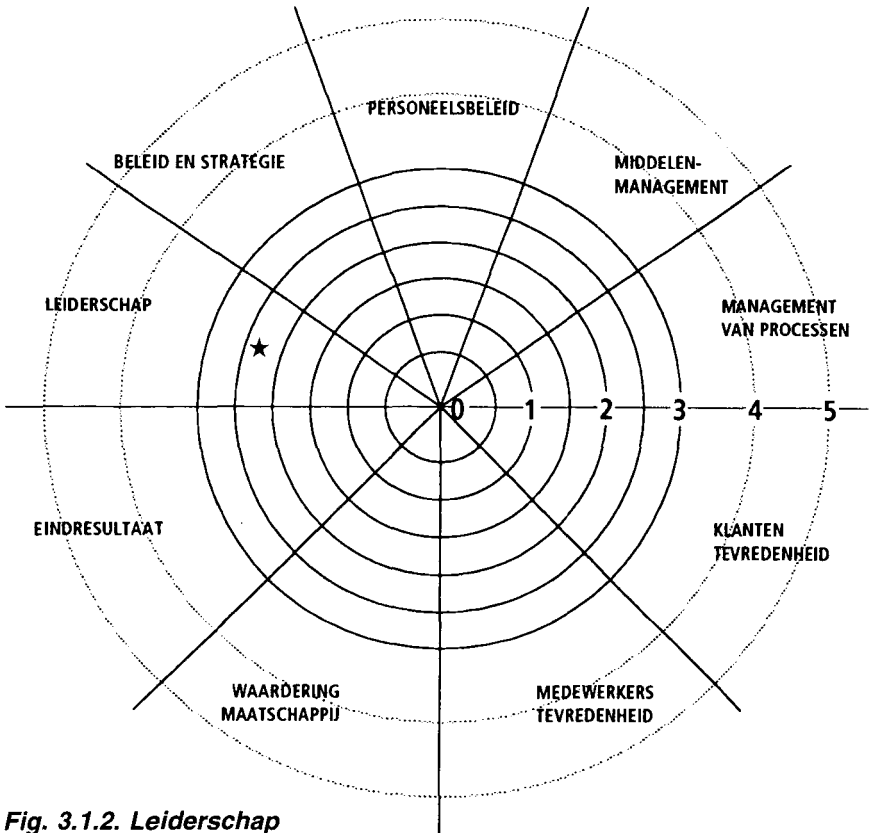 PERSONEELSBELEID
BELEID EN STRATEGIE
MIDDELEN-
MANAGEMENT
LEIDERSCHAP
MANAGEMENT
VAN PROCESSEN
0 1 2 3 4 5
EINDRESULTAAT
KLANTEN
TEVREDENHEID
WAARDERING
MAATSCHAPPIJ
MEDEWERKERS
TEVREDENHEID
Fig. 3.1.2. Leiderschap